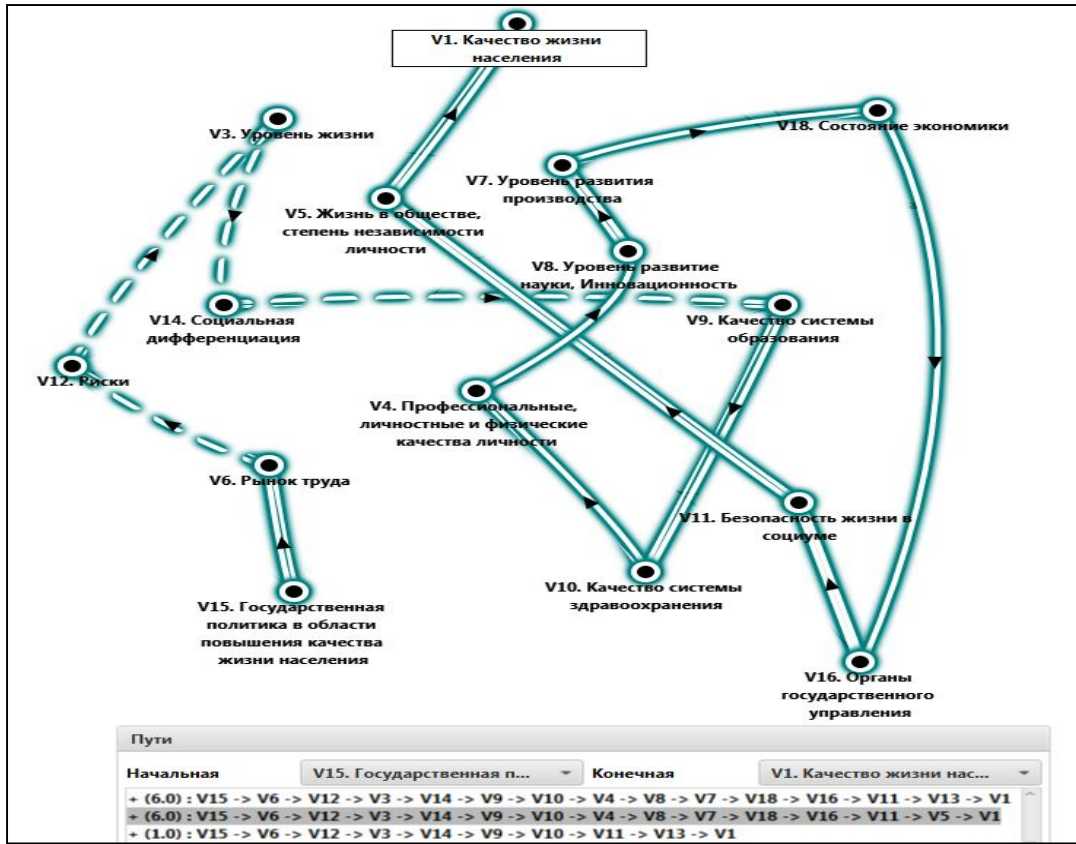 V1. Качество жизни
населения
V3. Уровень жизни
V18. Состояние экономики
V7. Уровень развития
производства
V5. Жизнь в обществе,
степень независимости
личности
V8. Уровень развитие
науки, Инновационность
V14. Социальная
дифференциация
V9. Качество системы
образования
V12. Риски
V4. Профессиональные,
личностные и физические
качества личности
V6. Рынок труда
V11. Безопасность жизни в
социуме
V10. Качество системы
здравоохранения
V15. Государственная
политика в области
повышения качества
жизни населения
V16. Органы
государственного
управления
Пути
Начальная V15. Государственная п... Конечная V1. Качество жизни нас...
+ (6.0) : V15 -> V6 -> V12 -> V3 -> V14 -> V9 -> V10 -> V4 -> V8 -> V7 -> V18 -> V16 -> V11 -> V13 -> V1
+ (6.0) : V15 -> V6 -> V12 -> V3 -> V14 -> V9 -> V10 -> V4 -> V8 -> V7 -> V18 -> V16 -> V11 -> V5 -> V1
+ (1.0) : V15 -> V6 -> V12 -> V3 -> V14 -> V9 -> V10 -> V11 -> V13 -> V1